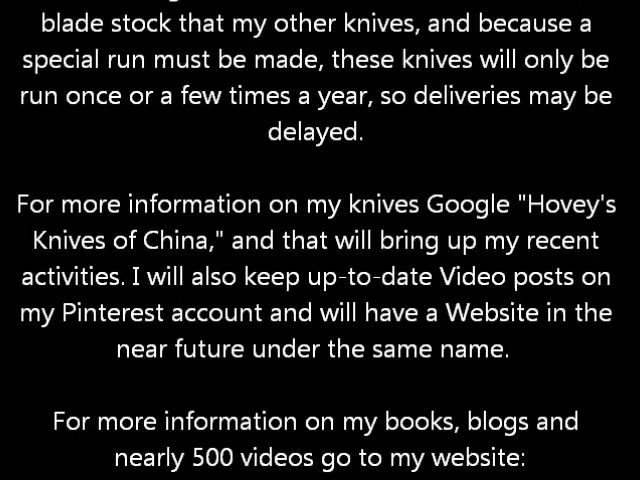 blade stock that my other knives, and because a
special run must be made, these knives will only be
run once or a few times a year, so deliveries may be
delayed.
For more information on my knives Google "Hovey's
Knives of China," and that will bring up my recent
activities. I will also keep up-to-date Video posts on
my Pinterest account and will have a Website in the
near future under the same name.
For more information on my books, blogs and
nearly 500 videos go to my website: